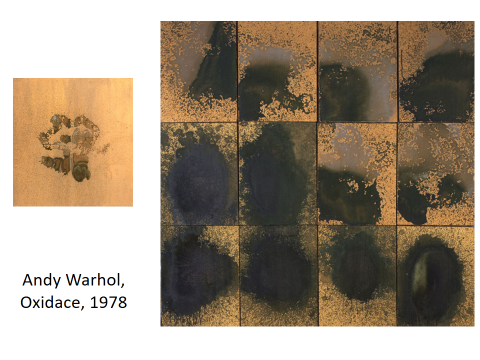 Andy Warhol,
Oxidace, 1978